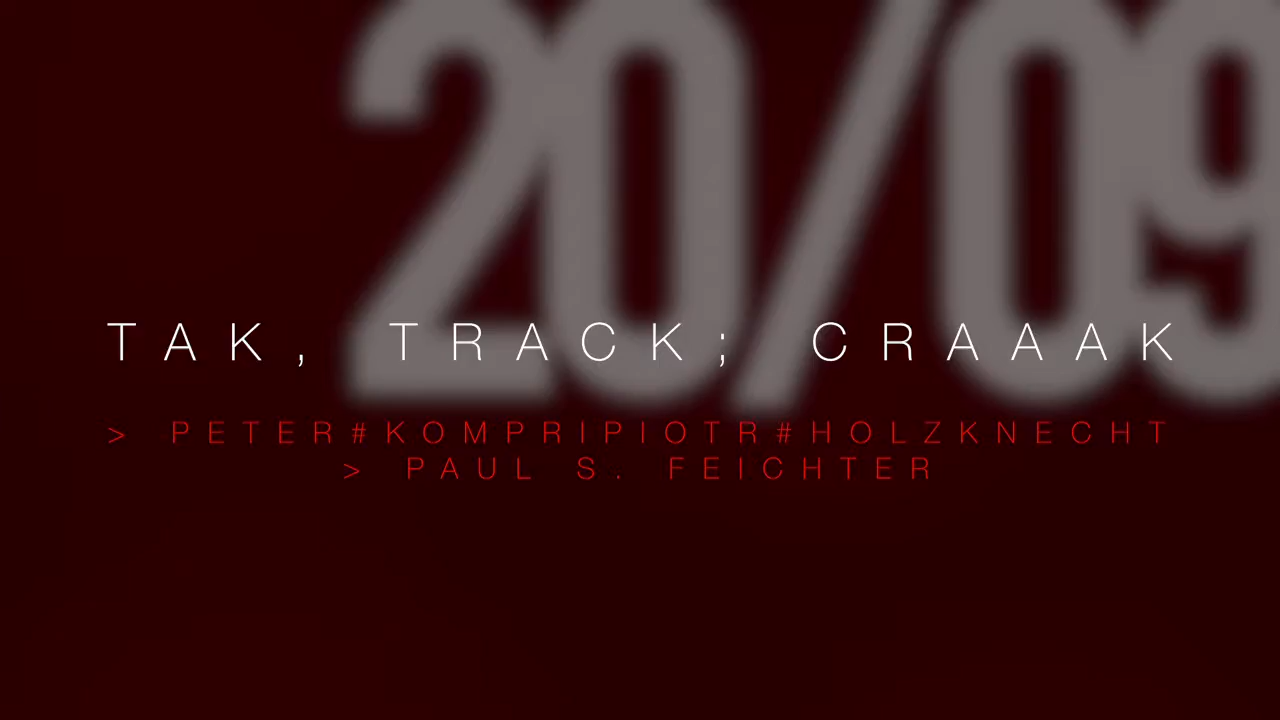 20/09
TAK, TRACK; CRAAAK
> PETER#KOMPRIPIOTR#HOLZKNECHT
> PAUL S. FEICHTER